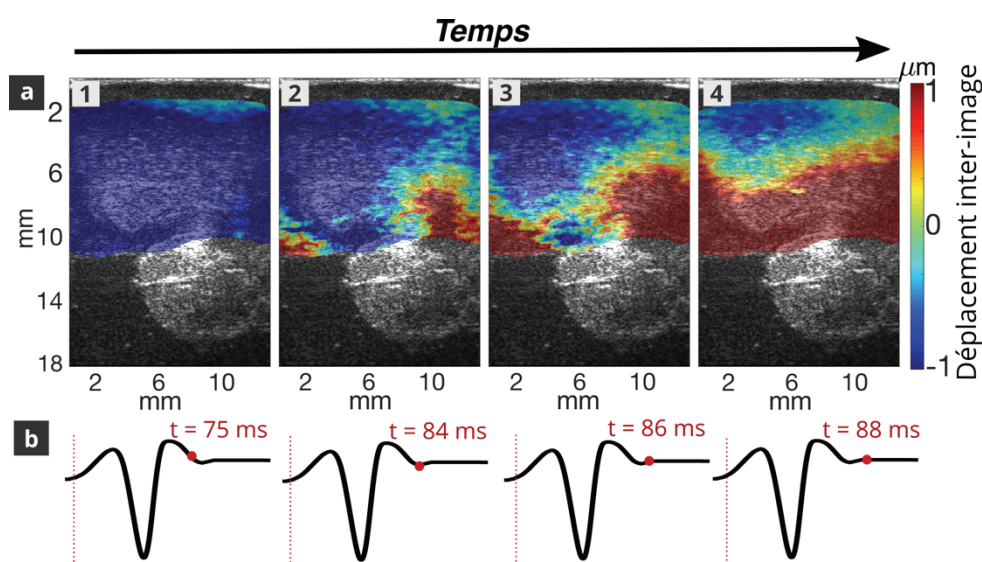 Temps
a
1
2
3
4
μm
2
6
10
14
18
mm
1
0
-1
Déplacement inter-image
2 6 10
mm
2 6 10
mm
2 6 10
mm
2 6 10
mm
b
t = 75 ms
t = 84 ms
t = 86 ms
t = 88 ms